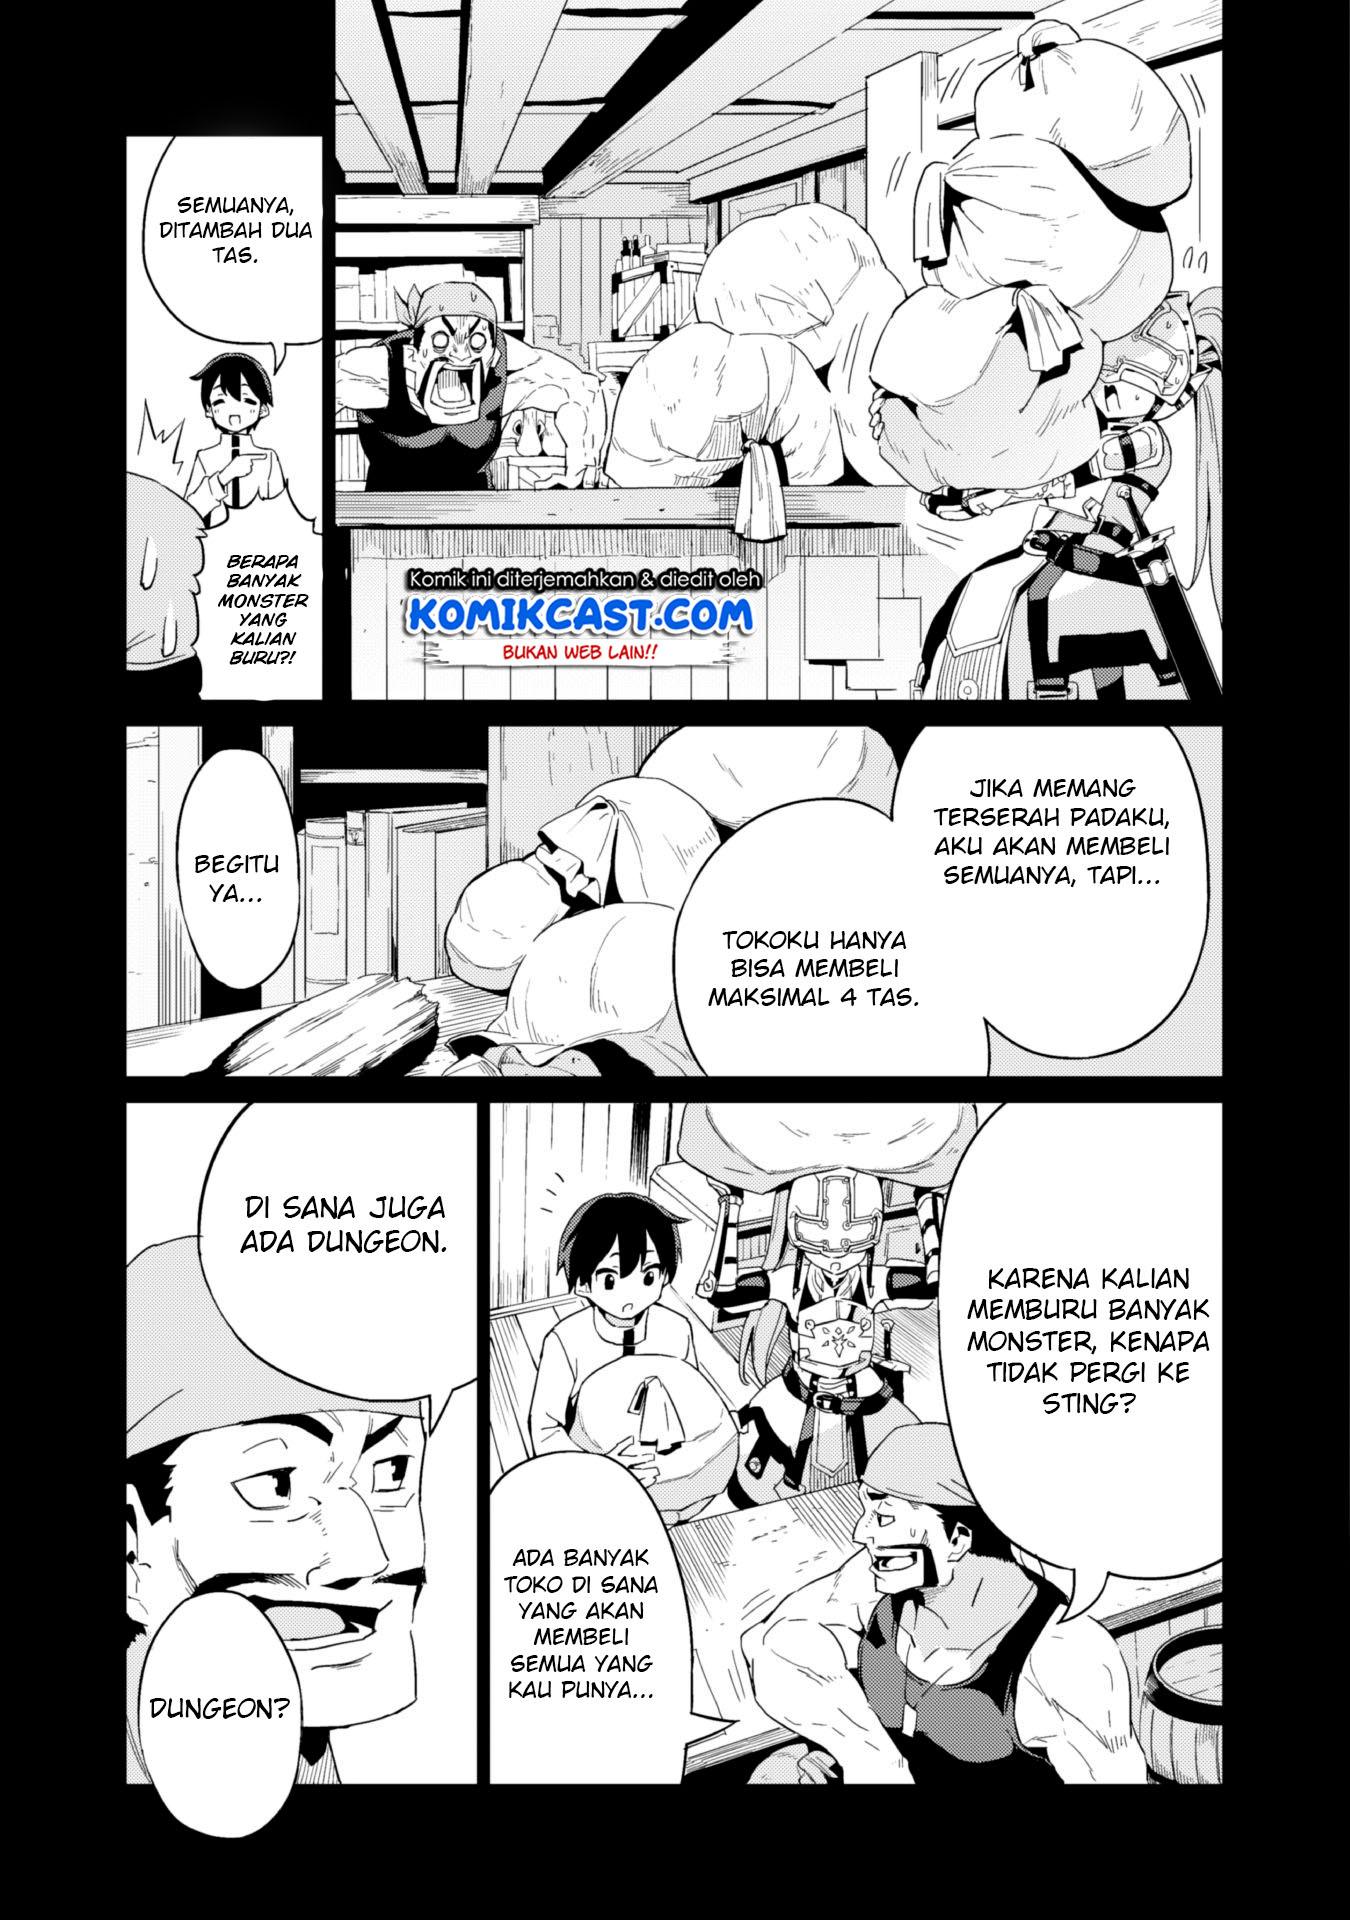 SEMUANYA,
DITAMBAH DUA
TAS.
BERAPA
BANYAK
MONSTER
YANG
KALIAN
BURU?!
Komik ini diterjemahkan & diedit oleh
KOMIKCAST.COM
BUKAN WEB LAIN!!
JIKA MEMANG
TERSERAH PADAKU,
AKU AKAN MEMBELI
SEMUANYA, TAPI...
TOKOKU HANYA
BISA MEMBELI
MAKSIMAL 4 TAS.
BEGITU
YA...
KARENA KALIAN
MEMBURU BANYAK
MONSTER, KENAPA
TIDAK PERGI KE
STING?
ADA BANYAK
TOKO DI SANA
YANG AKAN
MEMBELI
SEMUA YANG
KAU PUNYA...
DI SANA JUGA
ADA DUNGEON.
DUNGEON?